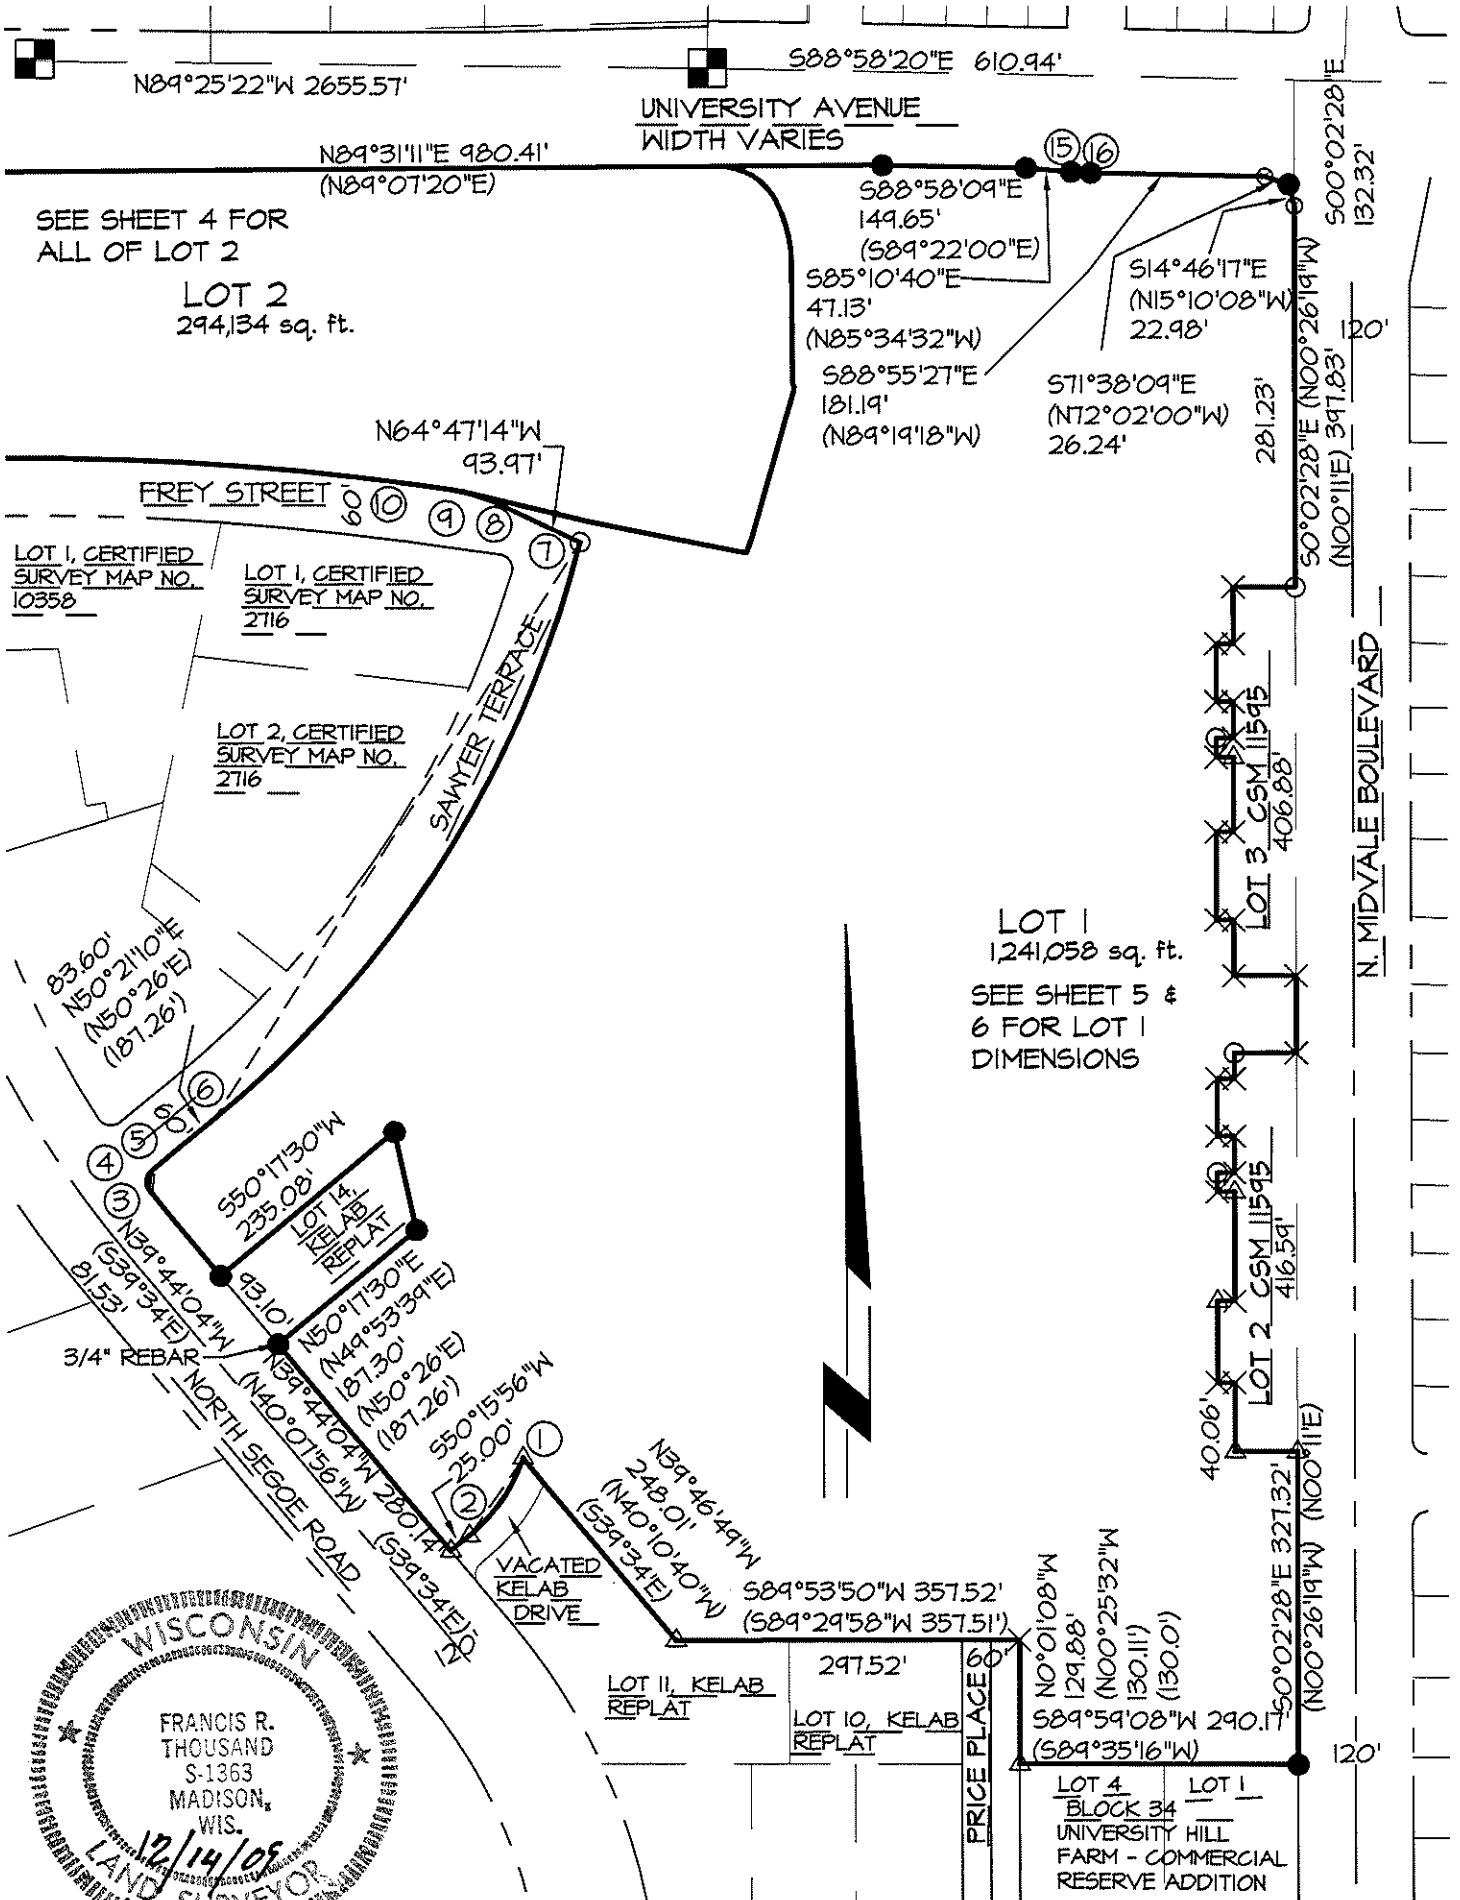 S88°58'20"E 610.94'
N89°25'22"W 2655.57'
UNIVERSITY AVENUE
WIDTH VARIES
S00°02'28"E
132.32'
N89°31'11"E 980.41'
(N89°07'20"E)
15
16
S88°58'09"E
149.65'
(S89°22'00"E)
SEE SHEET 4 FOR
ALL OF LOT 2
LOT 2
294,134 sq. ft.
S85°10'40"E
47.13'
(N85°34'32"W)
S14°46'17"E
(N15°10'08"W)
22.98'
120'
S88°55'27"E
181.19'
(N89°19'18"W)
S71°38'09"E
(N72°02'00"W)
26.24'
281.23'
S0°02'28"E (N00°26'19"W)
(N00°11'E) 397.83'
N64°47'14"W
93.97'
FREY STREET
60
10
9
8
7
LOT 1, CERTIFIED
SURVEY MAP NO.
10358
LOT 1, CERTIFIED
SURVEY MAP NO.
2716
SAWYER TERRACE
LOT 2, CERTIFIED
SURVEY MAP NO.
2716
LOT 3 CSM 11595
406.88'
N. MIDVALE BOULEVARD
LOT 1
1,241,058 sq. ft.
SEE SHEET 5 &
6 FOR LOT 1
DIMENSIONS
83.60'
N50°21'10"E
(N50°26'E)
(187.26')
6
60
5
4
3
S50°17'30"W
235.08'
LOT 14,
KELAB
REPLAT
N39°44'04"W
(S39°34'E)
81.53'
93.10'
N50°17'30"E
(N49°53'39"E)
187.30'
(N50°26'E)
(187.26')
3/4" REBAR
N39°44'04"W 280.14'
(N40°07'56"W)
(S39°34'E)
120'
NORTH SEGOE ROAD
S50°15'56"W
25.00'
1
2
LOT 2 CSM 11595
416.59'
40.06'
N39°46'49"W
248.01'
(N40°10'40"W)
(S39°34'E)
VACATED
KELAB
DRIVE
S89°53'50"W 357.52'
(S89°29'58"W 357.51')
297.52'
60'
N0°01'08"W
129.88'
(N00°25'32"W
130.11')
(130.0')
S0°02'28"E 327.32'
(N00°26'19"W) (N00°11'E)
LOT 11, KELAB
REPLAT
LOT 10, KELAB
REPLAT
PRICE PLACE
S89°59'08"W 290.17'
(S89°35'16"W)
120'
LOT 4 LOT 1
BLOCK 34
UNIVERSITY HILL
FARM - COMMERCIAL
RESERVE ADDITION
WISCONSIN
FRANCIS R.
THOUSAND
S-1363
MADISON,
WIS.
12/14/09
LAND SURVEYOR